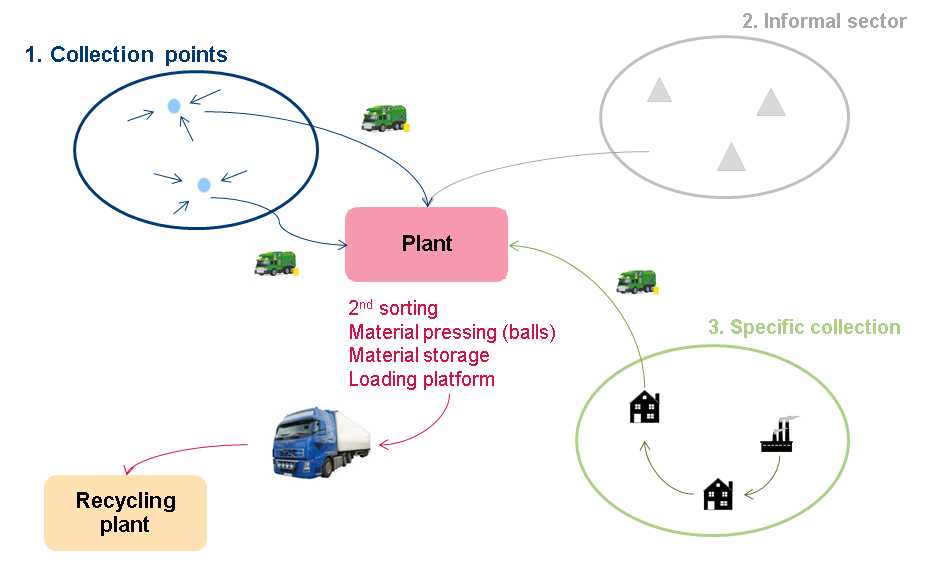 2. Informal sector
1. Collection points
Plant
2nd sorting
Material pressing (balls)
Material storage
Loading platform
3. Specific collection
Recycling
plant